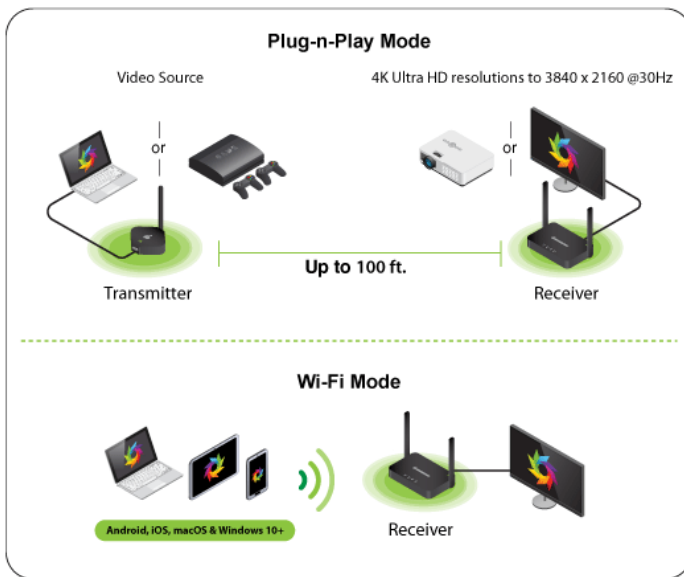 Plug-n-Play Mode
Video Source
4K Ultra HD resolutions to 3840 x 2160 @30Hz
or
or
Up to 100 ft.
Transmitter
Receiver
Wi-Fi Mode
Android, iOS, macOS & Windows 10+
Receiver